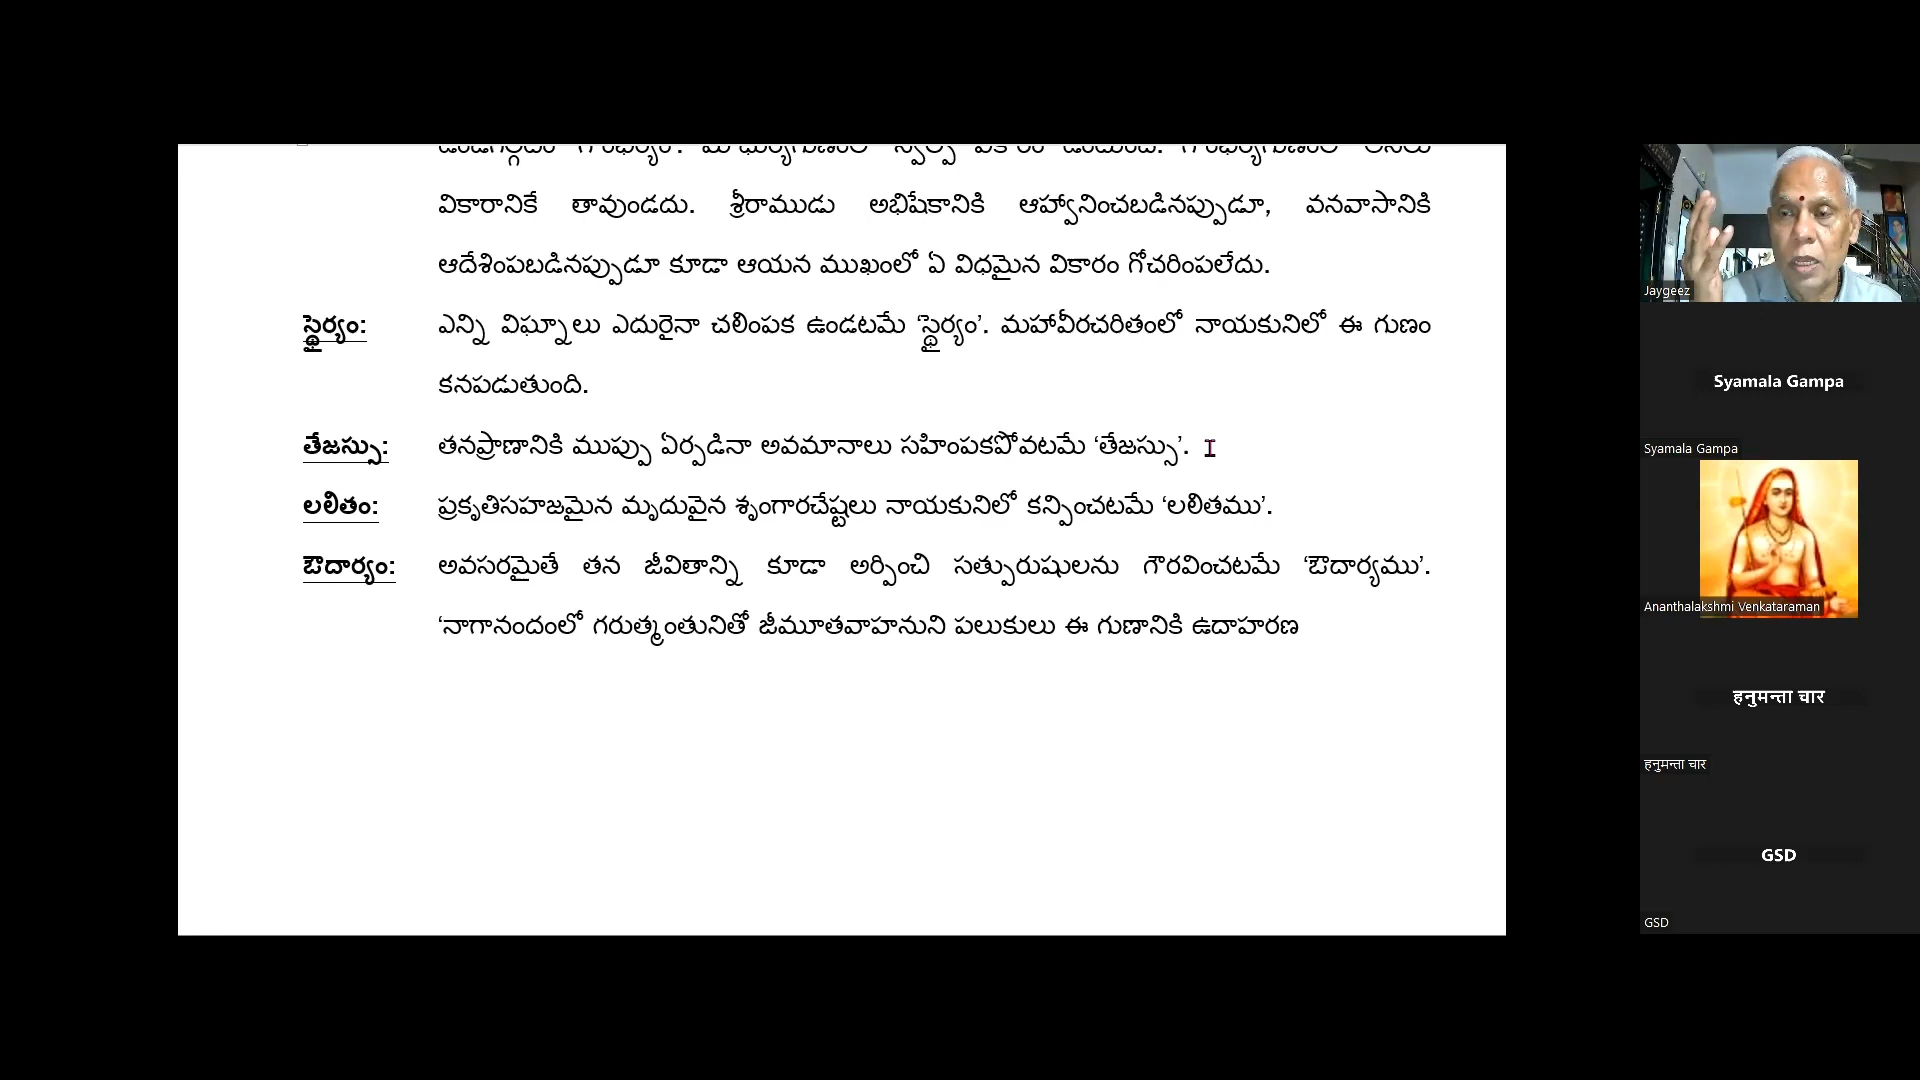 వికారానికే తావుండదు. శ్రీరాముడు అభిషేకానికి ఆహ్వానించబడినప్పుడూ, వనవాసానికి
ఆదేశింపబడినప్పుడూ కూడా ఆయన ముఖంలో ఏ విధమైన వికారం గోచరింపలేదు.
స్థైర్యం: ఎన్ని విఘ్నాలు ఎదురైనా చలింపక ఉండటమే ‘స్థైర్యం’. మహావీరచరితంలో నాయకునిలో ఈ గుణం
కనపడుతుంది.
తేజస్సు: తనప్రాణానికి ముప్పు ఏర్పడినా అవమానాలు సహింపకపోవటమే ‘తేజస్సు’.
లలితం: ప్రకృతిసహజమైన మృదువైన శృంగారచేష్టలు నాయకునిలో కన్పించటమే ‘లలితము’.
ఔదార్యం: అవసరమైతే తన జీవితాన్ని కూడా అర్పించి సత్పురుషులను గౌరవించటమే ‘ఔదార్యము’.
‘నాగానందంలో గరుత్మంతునితో జీమూతవాహనుని పలుకులు ఈ గుణానికి ఉదాహరణ
Jaygeez
Syamala Gampa
Syamala Gampa
Ananthalakshmi Venkataraman
हनुमन्ता चार
हनुमन्ता चार
GSD
GSD